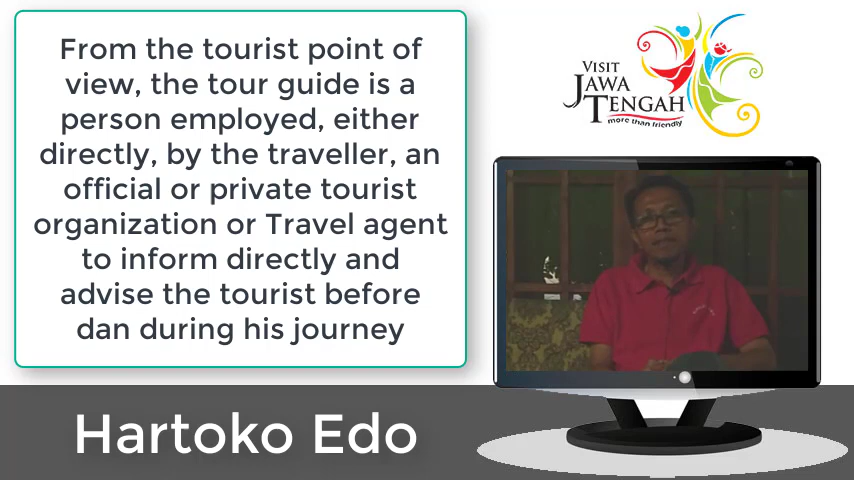 From the tourist point of
view, the tour guide is a
person employed, either
directly, by the traveller, an
official or private tourist
organization or Travel agent
to inform directly and
advise the tourist before
dan during his journey
VISIT
JAWA
TENGAH
more than friendly
Hartoko Edo